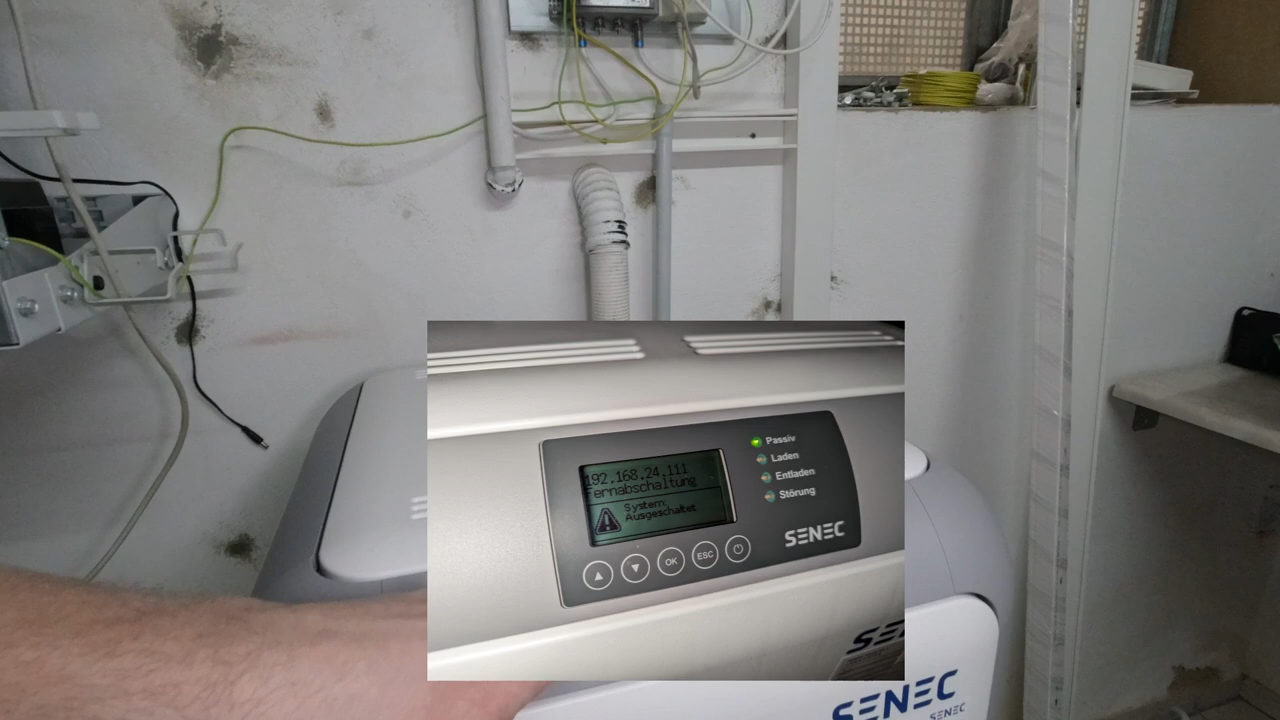 192.168.24.111
Fernabschaltung
System:
Ausgeschaltet
Passiv
Laden
Entladen
Störung
SENEC
OK
ESC
SENEC
SENEC